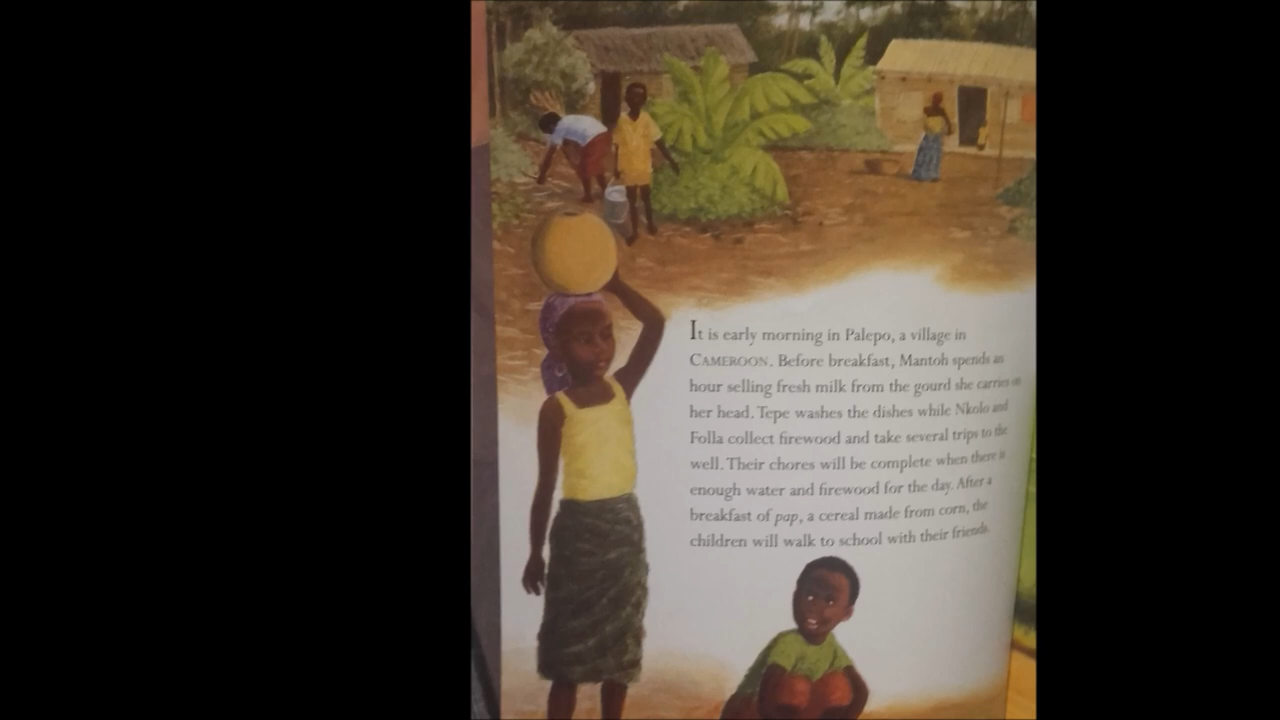 It is early morning in Palepo, a village in
CAMEROON. Before breakfast, Mantoh spends an
hour selling fresh milk from the gourd she carries on
her head. Tepe washes the dishes while Nkolo and
Folla collect firewood and take several trips to the
well. Their chores will be complete when there is
enough water and firewood for the day. After a
breakfast of pap, a cereal made from corn, the
children will walk to school with their friends.